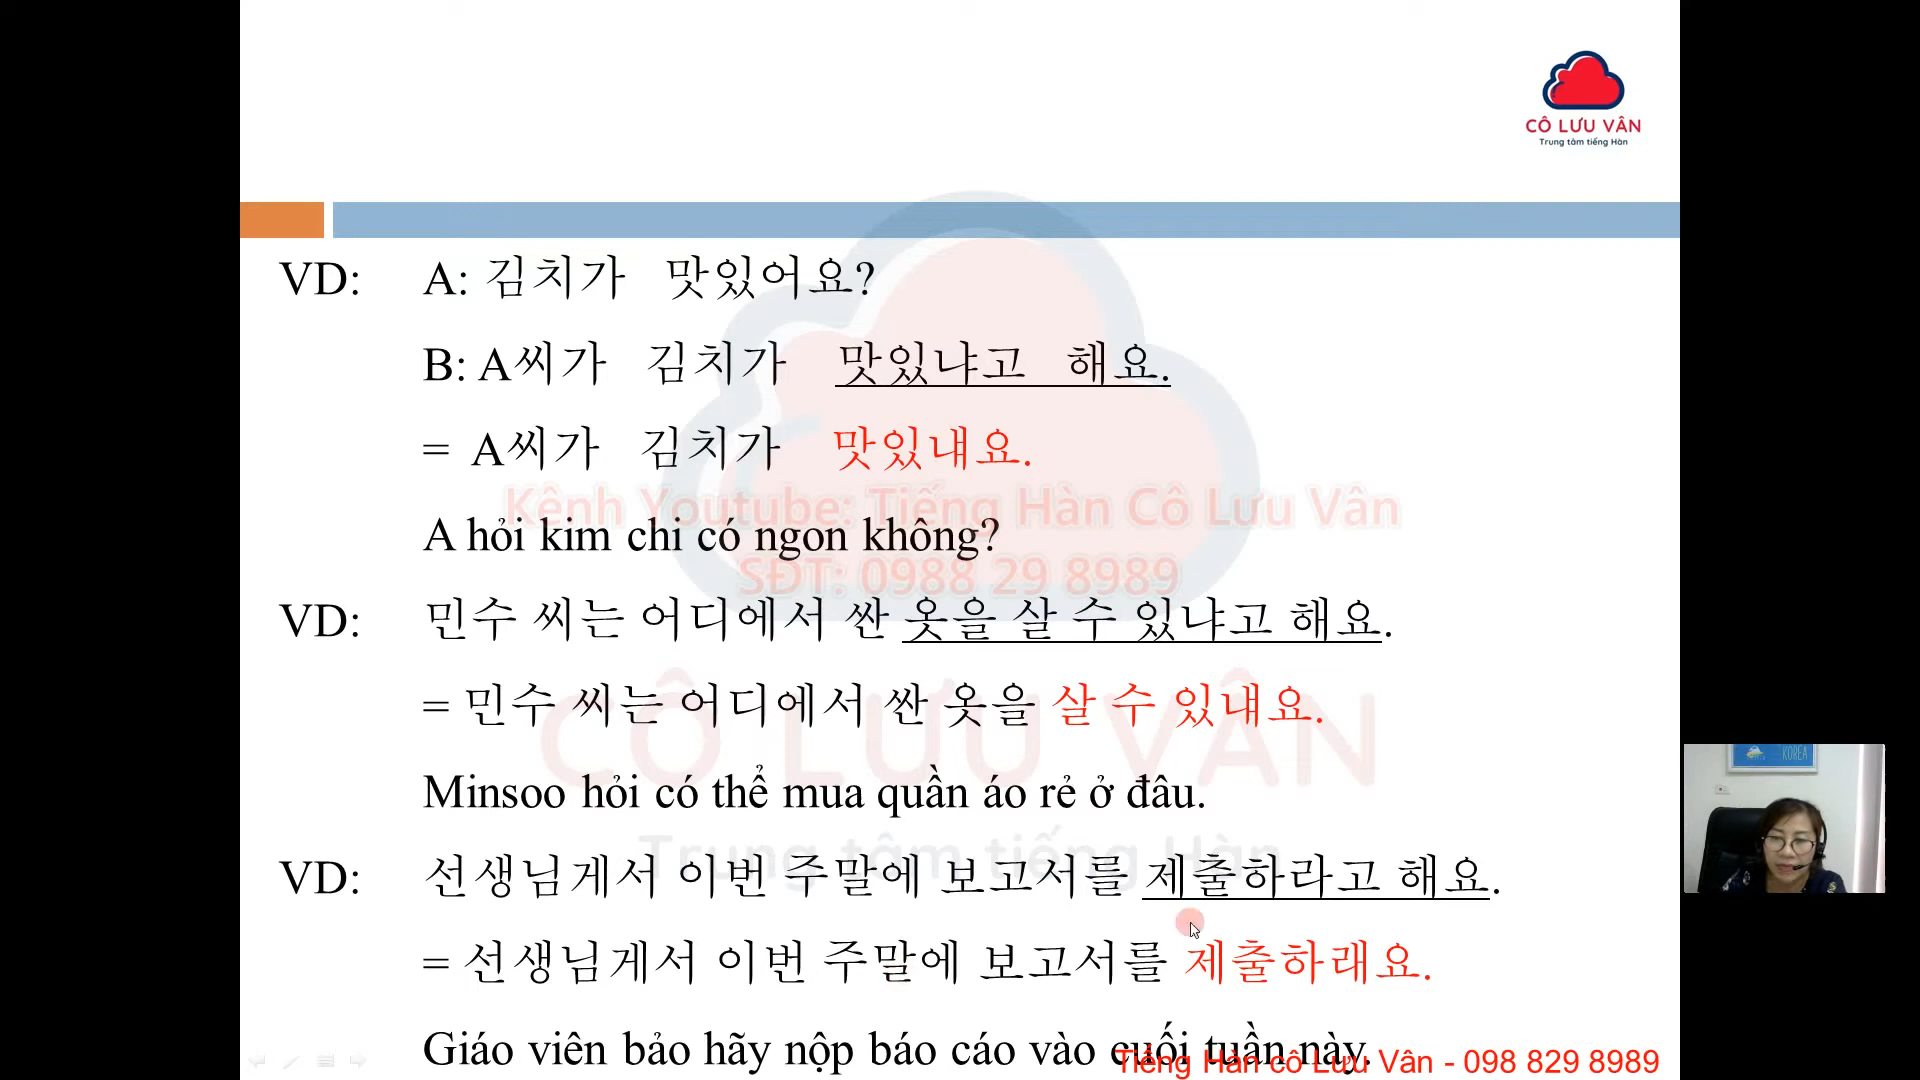 CÔ LƯU VÂN
Trung tâm tiếng Hàn
VD: A: 김치가 맛있어요?
B: A씨가 김치가 맛있냐고 해요.
= A씨가 김치가 맛있내요.
Kênh Youtube: Tiếng Hàn Cô Lưu Vân
A hỏi kim chi có ngon không?
SĐT: 0988 29 8989
VD: 민수 씨는 어디에서 싼 옷을 살 수 있냐고 해요.
= 민수 씨는 어디에서 싼 옷을 살 수 있내요.
CÔ LƯU VÂN
KOREA
Minsoo hỏi có thể mua quần áo rẻ ở đâu.
Trung tâm tiếng Hàn
VD: 선생님게서 이번 주말에 보고서를 제출하라고 해요.
= 선생님게서 이번 주말에 보고서를 제출하래요.
Giáo viên bảo hãy nộp báo cáo vào cuối tuần này.
Tiếng Hàn cô Lưu Vân - 098 829 8989